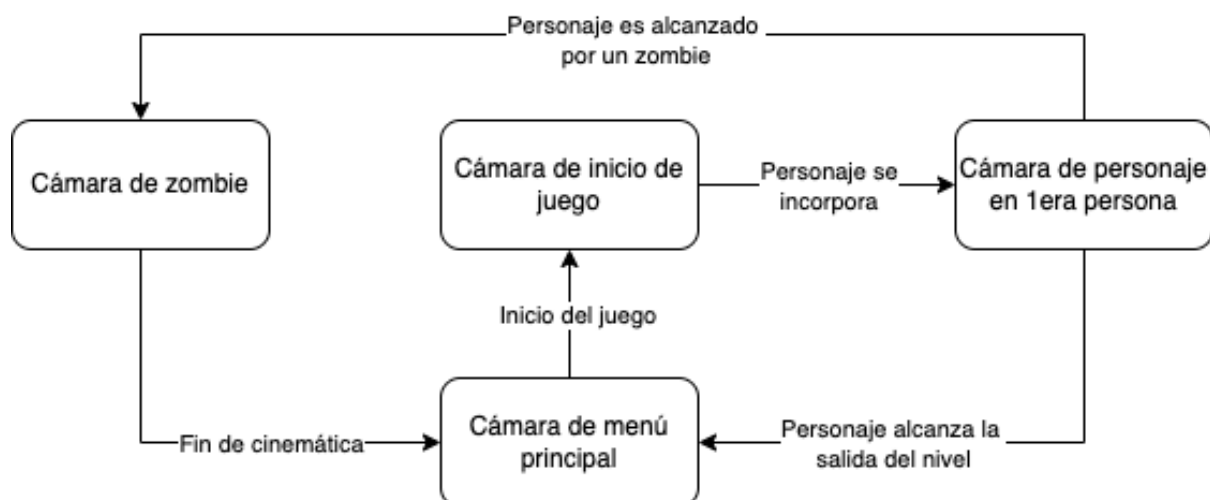 Personaje es alcanzado
por un zombie
Cámara de zombie
Cámara de inicio de
juego
Personaje se
incorpora
Cámara de personaje
en 1era persona
Inicio del juego
Fin de cinemática
Cámara de menú
principal
Personaje alcanza la
salida del nivel